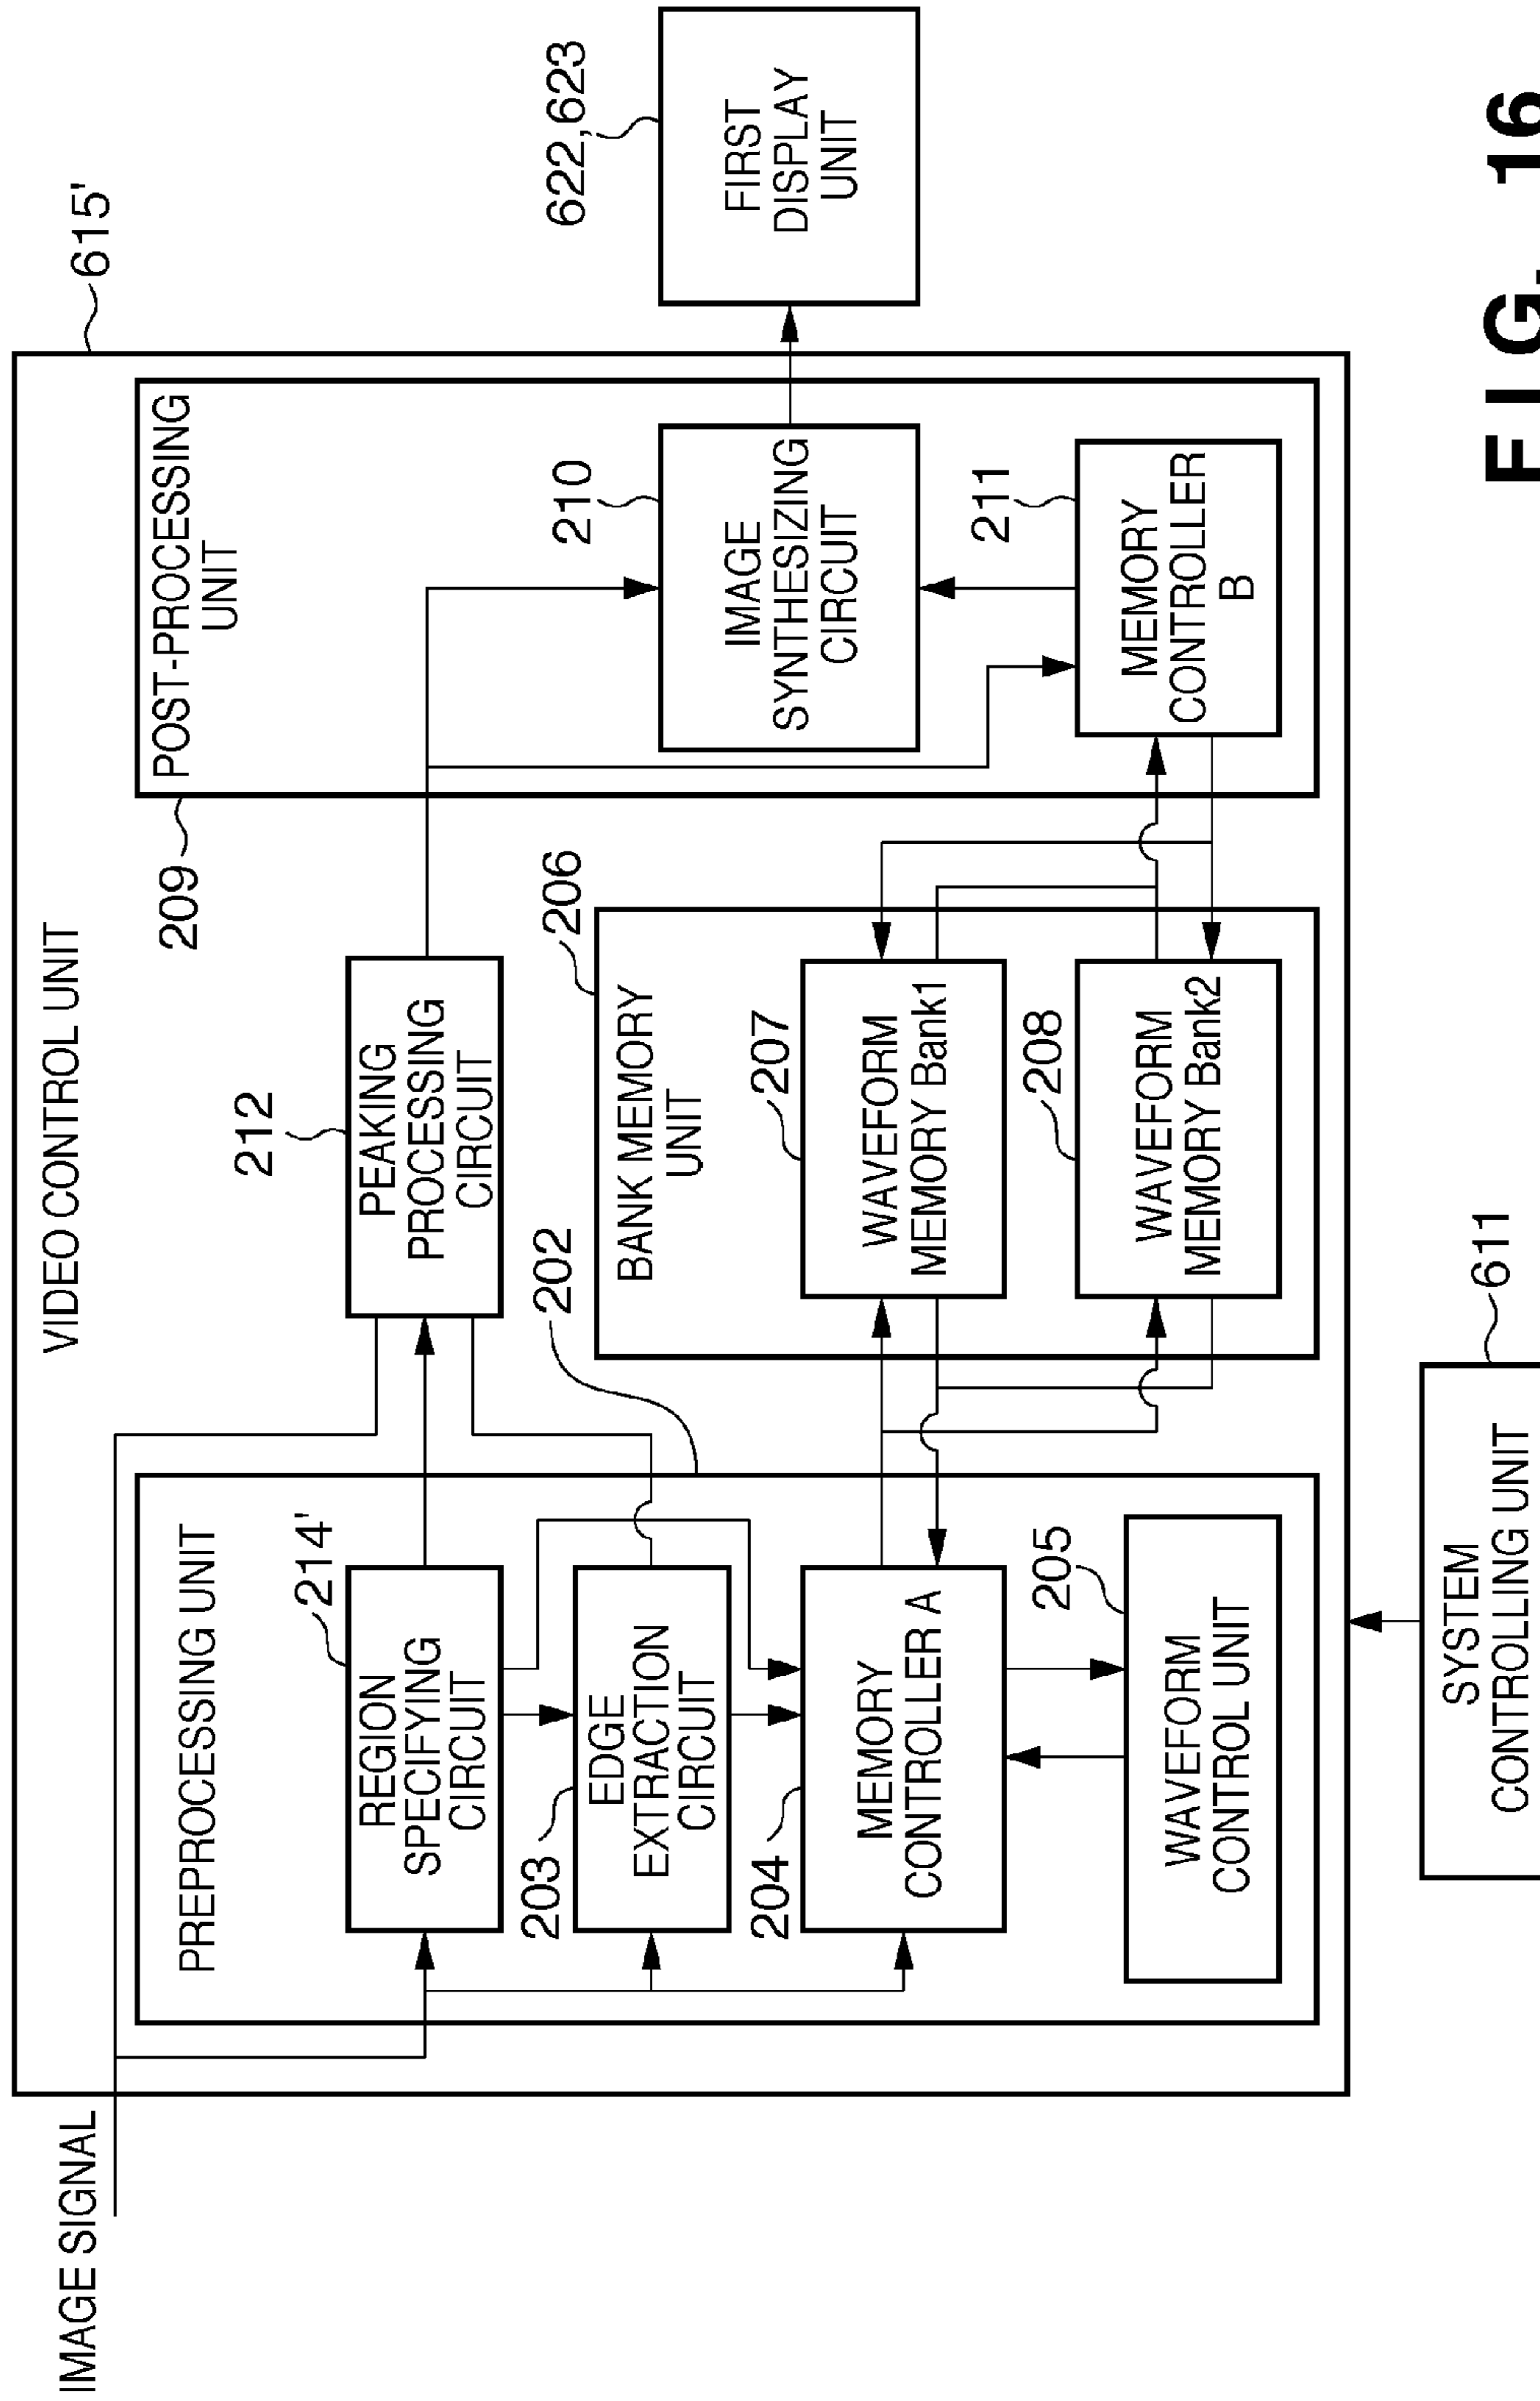 IMAGE SIGNAL
VIDEO CONTROL UNIT
615'
PREPROCESSING UNIT
202
214'
REGION
SPECIFYING
CIRCUIT
203
EDGE
EXTRACTION
CIRCUIT
204
MEMORY
CONTROLLER A
205
WAVEFORM
CONTROL UNIT
212
PEAKING
PROCESSING
CIRCUIT
206
BANK MEMORY
UNIT
207
WAVEFORM
MEMORY Bank1
208
WAVEFORM
MEMORY Bank2
209
POST-PROCESSING
UNIT
210
IMAGE
SYNTHESIZING
CIRCUIT
211
MEMORY
CONTROLLER
B
622,623
FIRST
DISPLAY
UNIT
611
SYSTEM
CONTROLLING UNIT
FIG. 16